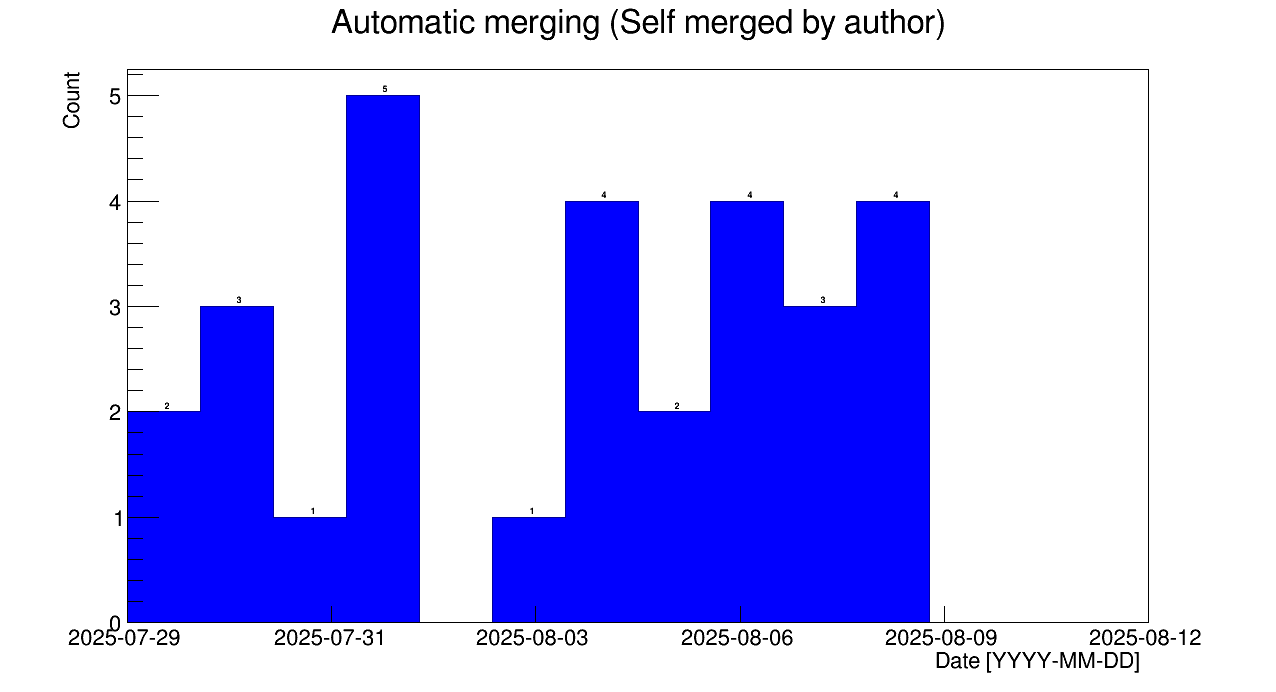 Automatic merging (Self merged by author)
Count
5
4
3
2
1
0
2 3 1 5 1 4 2 4 3 4
2025-07-29 2025-07-31 2025-08-03 2025-08-06 2025-08-09 2025-08-12
Date [YYYY-MM-DD]